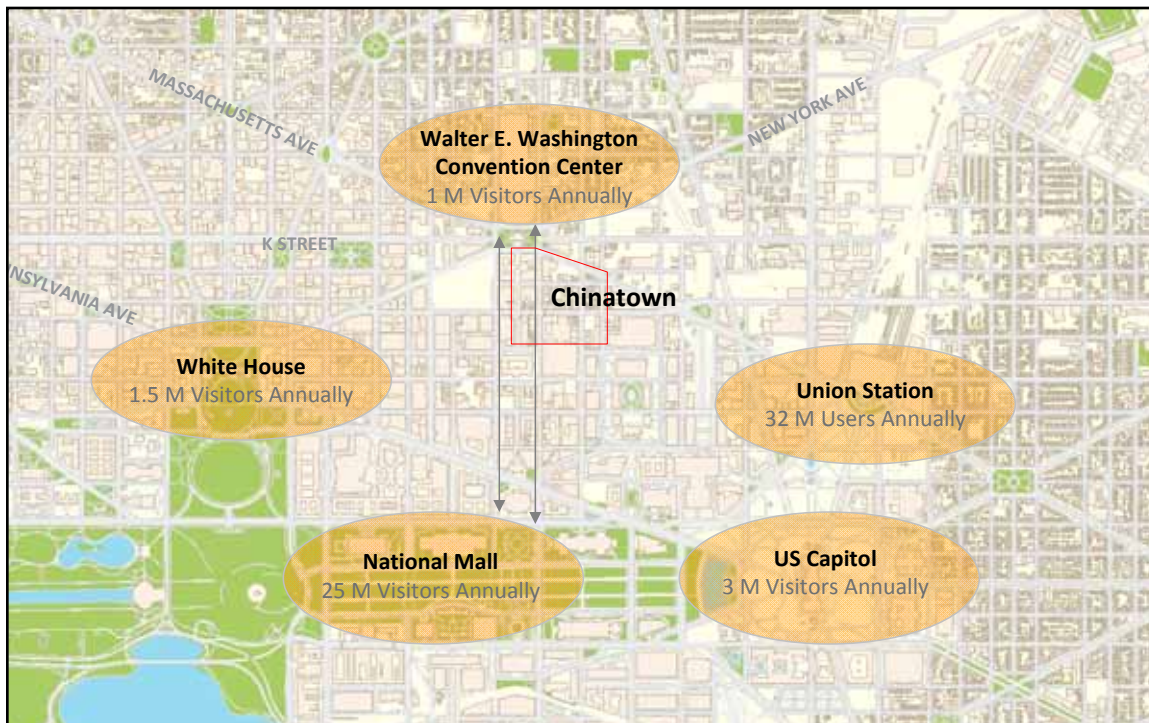 MASSACHUSETTS AVE
NEW YORK AVE
Walter E. Washington
Convention Center
1 M Visitors Annually
K STREET
NNSYLVANIA AVE
Chinatown
White House
1.5 M Visitors Annually
Union Station
32 M Users Annually
National Mall
25 M Visitors Annually
US Capitol
3 M Visitors Annually